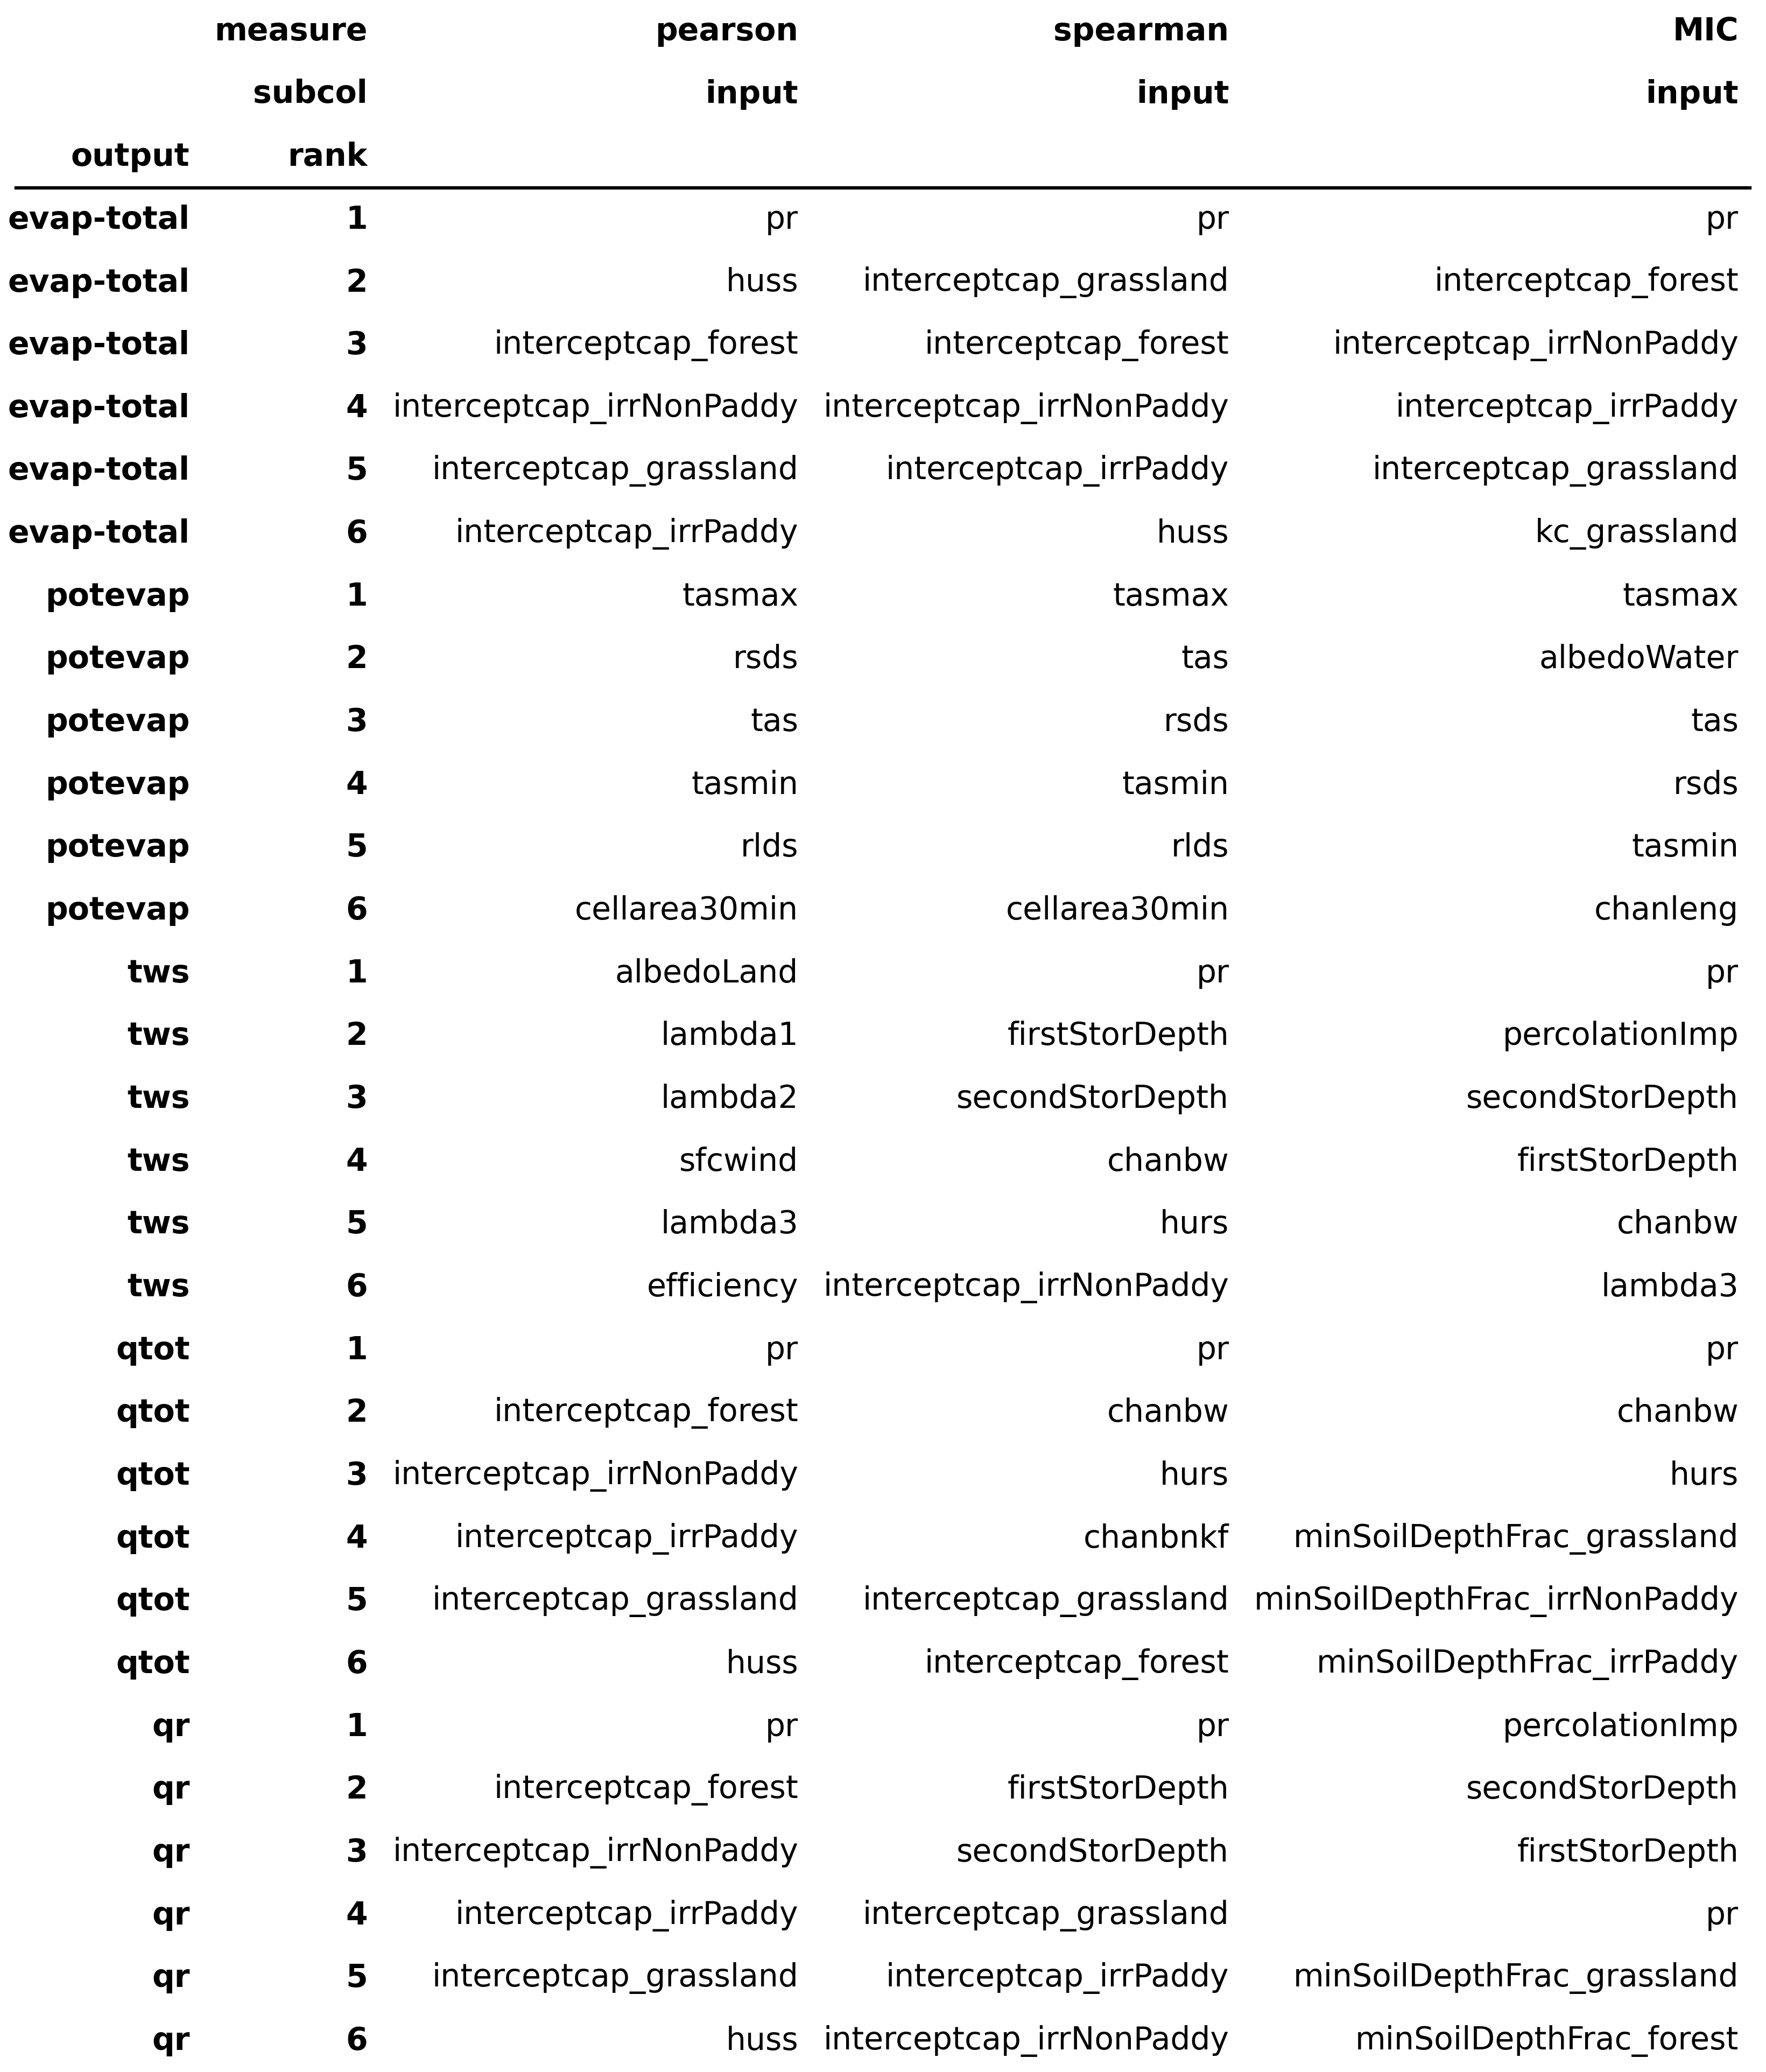 measure pearson spearman MIC
subcol input input input
output rank
evap-total 1 pr pr pr
evap-total 2 huss interceptcap_grassland interceptcap_forest
evap-total 3 interceptcap_forest interceptcap_forest interceptcap_irrNonPaddy
evap-total 4 interceptcap_irrNonPaddy interceptcap_irrNonPaddy interceptcap_irrPaddy
evap-total 5 interceptcap_grassland interceptcap_irrPaddy interceptcap_grassland
evap-total 6 interceptcap_irrPaddy huss kc_grassland
potevap 1 tasmax tasmax tasmax
potevap 2 rsds tas albedoWater
potevap 3 tas rsds tas
potevap 4 tasmin tasmin rsds
potevap 5 rlds rlds tasmin
potevap 6 cellarea30min cellarea30min chanleng
tws 1 albedoLand pr pr
tws 2 lambda1 firstStorDepth percolationImp
tws 3 lambda2 secondStorDepth secondStorDepth
tws 4 sfcwind chanbw firstStorDepth
tws 5 lambda3 hurs chanbw
tws 6 efficiency interceptcap_irrNonPaddy lambda3
qtot 1 pr pr pr
qtot 2 interceptcap_forest chanbw chanbw
qtot 3 interceptcap_irrNonPaddy hurs hurs
qtot 4 interceptcap_irrPaddy chanbnkf minSoilDepthFrac_grassland
qtot 5 interceptcap_grassland interceptcap_grassland minSoilDepthFrac_irrNonPaddy
qtot 6 huss interceptcap_forest minSoilDepthFrac_irrPaddy
qr 1 pr pr percolationImp
qr 2 interceptcap_forest firstStorDepth secondStorDepth
qr 3 interceptcap_irrNonPaddy secondStorDepth firstStorDepth
qr 4 interceptcap_irrPaddy interceptcap_grassland pr
qr 5 interceptcap_grassland interceptcap_irrPaddy minSoilDepthFrac_grassland
qr 6 huss interceptcap_irrNonPaddy minSoilDepthFrac_forest